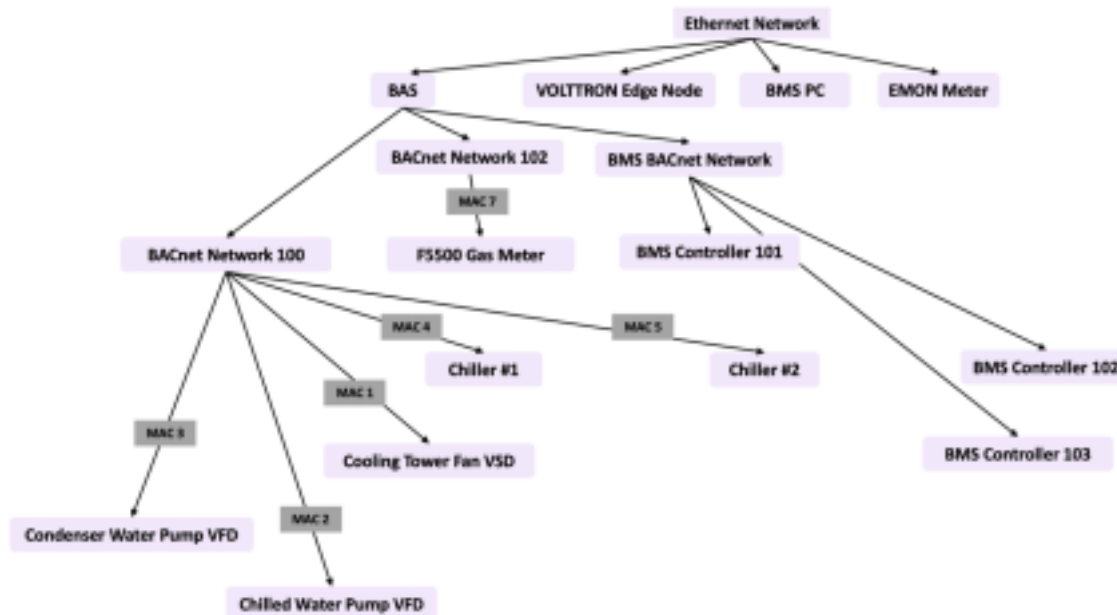 Ethernet Network
BAS
VOLTTRON Edge Node
BMS PC
EMON Meter
BACnet Network 102
BMS BACnet Network
MAC 7
BACnet Network 100
F5500 Gas Meter
BMS Controller 101
MAC 4
MAC 5
Chiller #1
Chiller #2
BMS Controller 102
MAC 1
MAC 3
Cooling Tower Fan VSD
BMS Controller 103
MAC 2
Condenser Water Pump VFD
Chilled Water Pump VFD